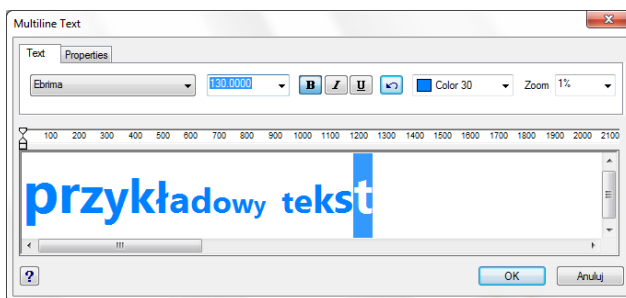 Multiline Text
Text Properties
Ebrima 130.0000 B I U Color 30 Zoom 1%
100 200 300 400 500 600 700 800 900 1000 1100 1200 1300 1400 1500 1600 1700 1800 1900 2000 2100
przykładowy tekst
? OK Anuluj